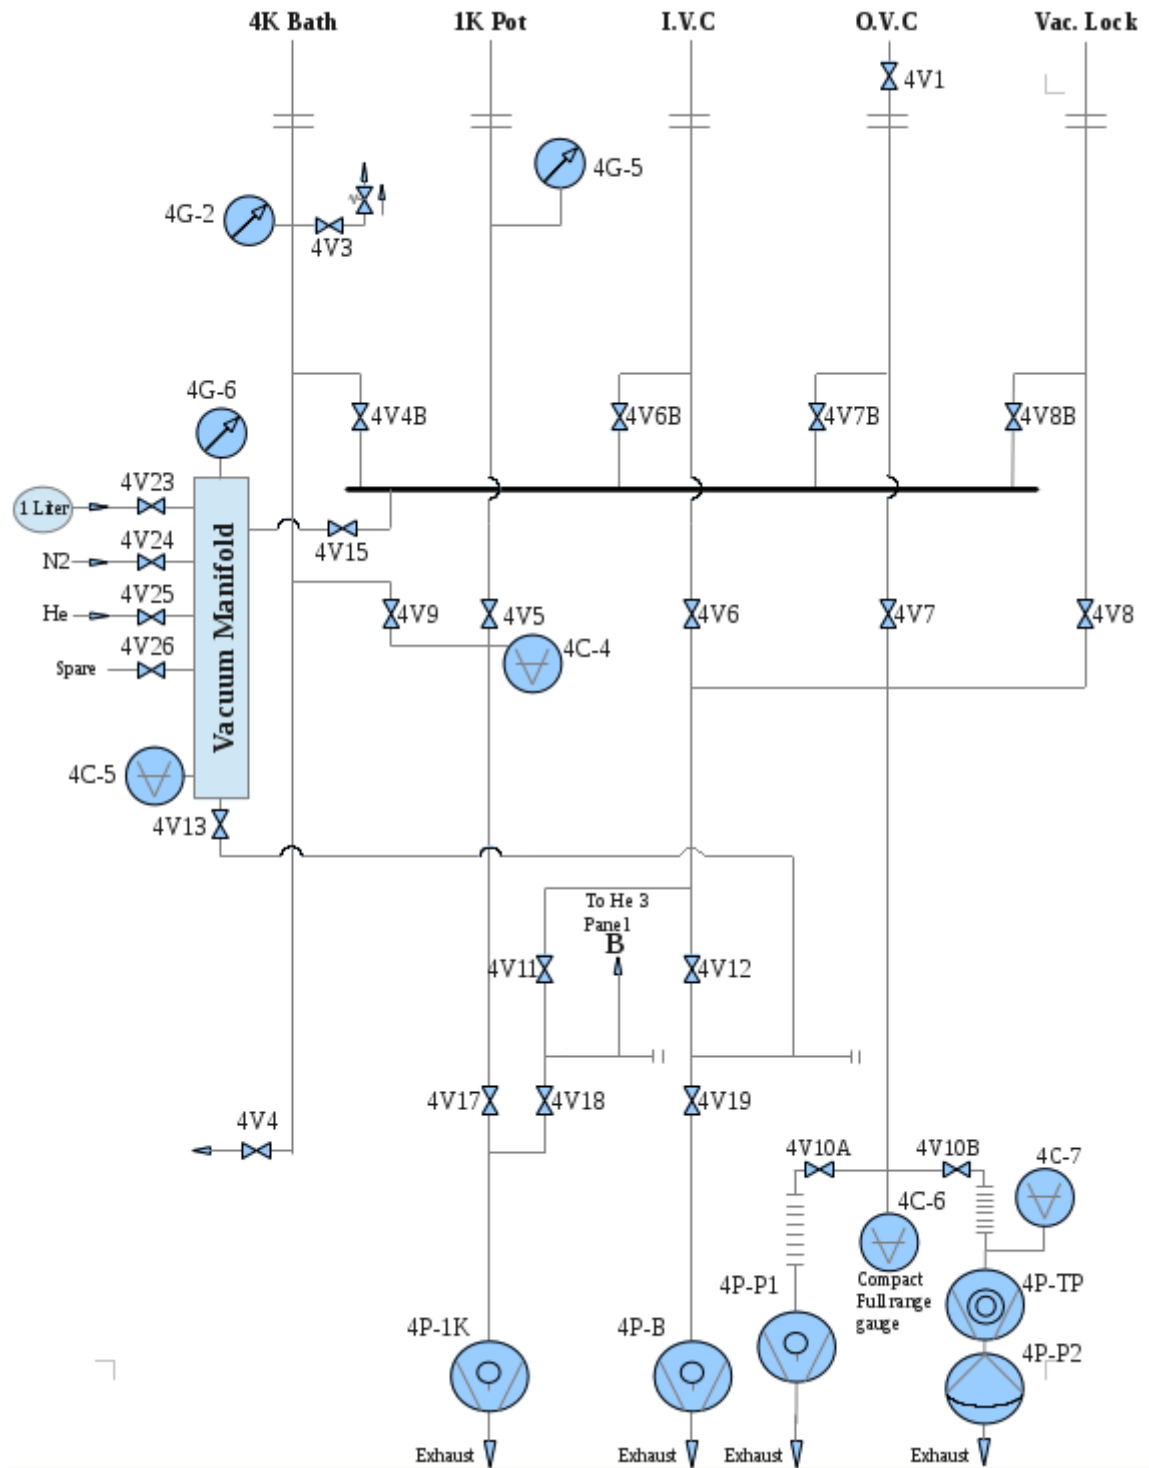 4K Bath
1K Pot
I.V.C
O.V.C
Vac. Lock
4V1
4G-5
4G-2
4V3
4G-6
4V4B
4V6B
4V7B
4V8B
4V23
1 Liter
4V24
4V15
N2
4V25
He
4V9
4V5
4V6
4V7
4V8
4V26
Spare
4C-4
Vacuum Manifold
4C-5
4V13
To He 3
Panel
B
4V11
4V12
4V17
4V18
4V19
4V4
4V10A
4V10B
4C-7
4C-6
Compact
Full range
gauge
4P-P1
4P-TP
4P-1K
4P-B
4P-P2
Exhaust
Exhaust
Exhaust
Exhaust